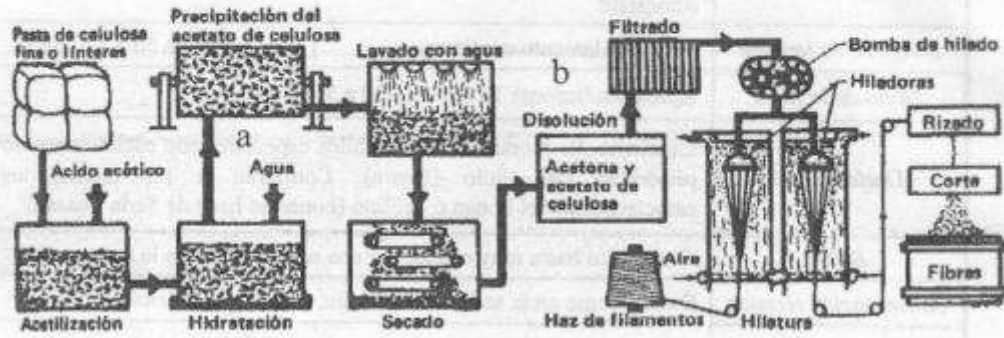 Pasta de celulosa
fina o línteres
Precipitación del
acetato de celulosa
Lavado con agua
b
Filtrado
Bomba de hilado
Hiladoras
Disolución
Rizado
a
Acido acético
Agua
Acetona y
acetato de
celulosa
Corte
Aire
Fibras
Acetilización
Hidratación
Secado
Haz de filamentos
Hilatura